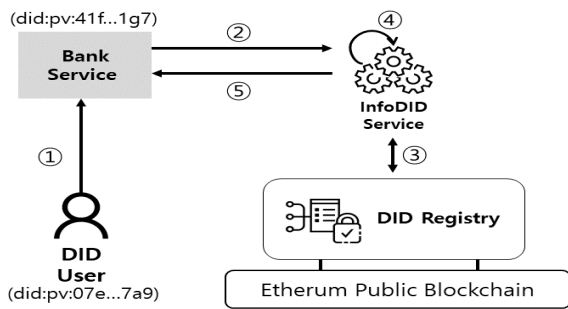 (did:pv:41f...1g7)
Bank
Service
②
⑤
④
InfoDID
Service
①
③
DID Registry
DID
User
(did:pv:07e...7a9)
Etherum Public Blockchain